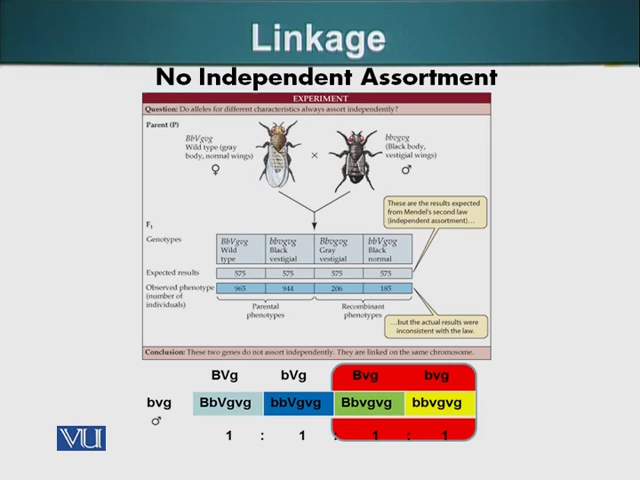 Linkage
No Independent Assortment
EXPERIMENT
Question: Do alleles for different characteristics always assort independently?
Parent (P)
BbVgvg
Wild type (gray
body, normal wings)
♀
×
bbvgvg
(Black body,
vestigial wings)
♂
These are the results expected
from Mendel's second law
(independent assortment)…
F1
Genotypes
BbVgvg bbvgvg Bbvgvg bbVgvg
Wild Black Gray Black
type vestigial vestigial normal
Expected results 575 575 575 575
Observed phenotype 965 944 206 185
(number of
individuals)
Parental Recombinant
phenotypes phenotypes
…but the actual results were
inconsistent with the law.
Conclusion: These two genes do not assort independently. They are linked on the same chromosome.
BVg bVg Bvg bvg
bvg BbVgvg bbVgvg Bbvgvg bbvgvg
♂
1 : 1 : 1 : 1
VU